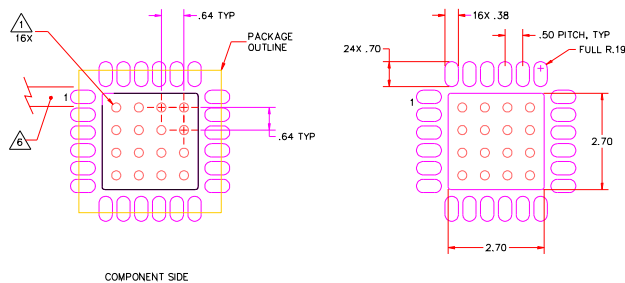 1
16X
.64 TYP
PACKAGE
OUTLINE
1
6
.64 TYP
COMPONENT SIDE
16X .38
.50 PITCH, TYP
24X .70
FULL R.19
1
2.70
2.70